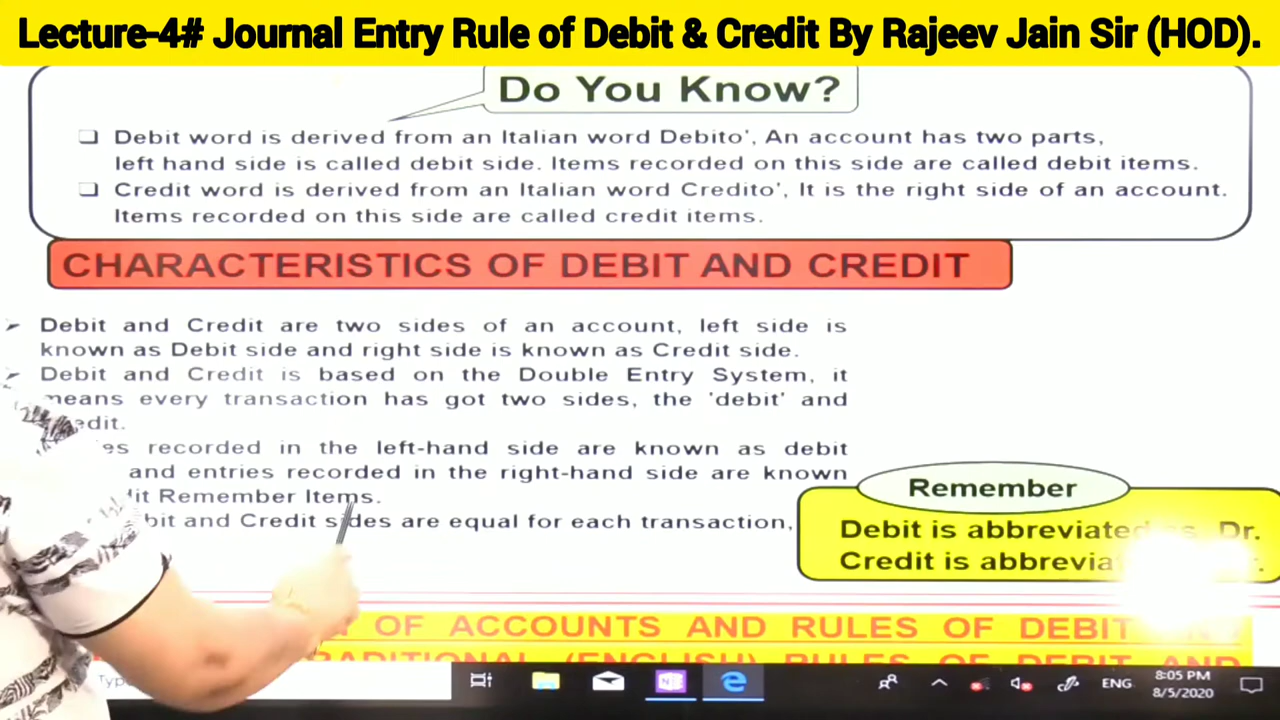 Lecture-4# Journal Entry Rule of Debit & Credit By Rajeev Jain Sir (HOD).
Do You Know?
❑ Debit word is derived from an Italian word Debito', An account has two parts,
left hand side is called debit side. Items recorded on this side are called debit items.
❑ Credit word is derived from an Italian word Credito', It is the right side of an account.
Items recorded on this side are called credit items.
CHARACTERISTICS OF DEBIT AND CREDIT
➢ Debit and Credit are two sides of an account, left side is
known as Debit side and right side is known as Credit side.
➢ Debit and Credit is based on the Double Entry System, it
means every transaction has got two sides, the 'debit' and
recorded in the left-hand side are known as debit
and entries recorded in the right-hand side are known
Remember Items.
and Credit sides are equal for each transaction,
Remember
Debit is abbreviated Dr.
Credit is
OF ACCOUNTS AND RULES OF DEBIT
(ENGLISH) RULES OF DEBIT AND
Type
N
ENG
8:05 PM
8/5/2020